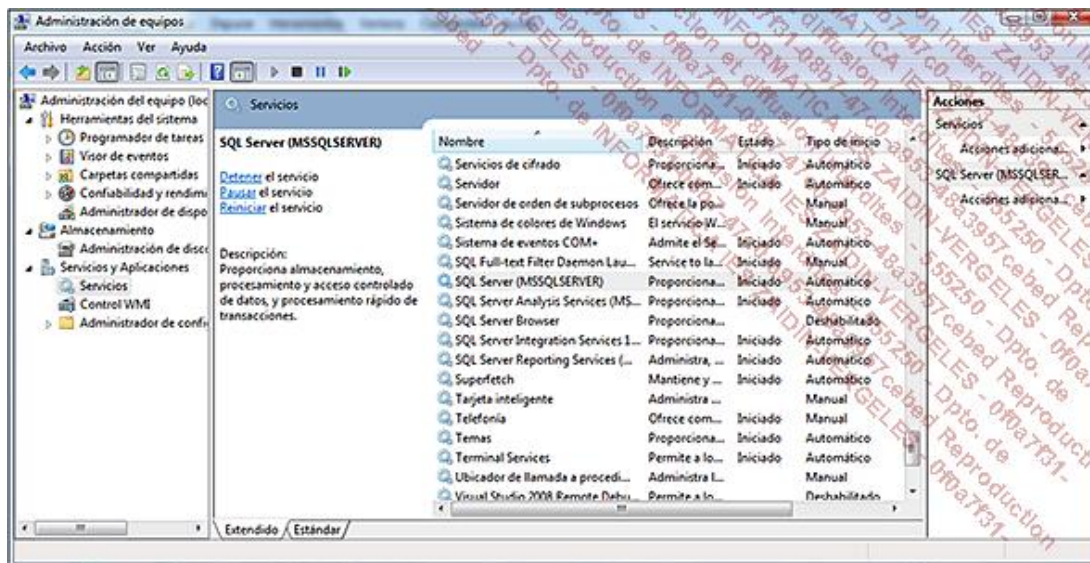 Administración de equipos
Archivo Acción Ver Ayuda
Administración del equipo (loc
Herramientas del sistema
Programador de tareas
Visor de eventos
Carpetas compartidas
Confiabilidad y rendimi
Administrador de dispo
Almacenamiento
Administración de disco
Servicios y Aplicaciones
Servicios
Control WMI
Administrador de confi
Servicios
SQL Server (MSSQLSERVER)
Detener el servicio
Pausar el servicio
Reiniciar el servicio
Descripción:
Proporciona almacenamiento,
procesamiento y acceso controlado
de datos, y procesamiento rápido de
transacciones.
Nombre Descripción Estado Tipo de inicio
Servicios de cifrado Proporciona... Iniciado Automático
Servidor Ofrece com... Iniciado Automático
Servidor de orden de subprocesos Ofrece la po... Manual
Sistema de colores de Windows El servicio W... Manual
Sistema de eventos COM+ Admite el Se... Iniciado Automático
SQL Full-text Filter Daemon Lau... Service to la... Iniciado Manual
SQL Server (MSSQLSERVER) Proporciona... Iniciado Automático
SQL Server Analysis Services (MS... Proporciona... Iniciado Automático
SQL Server Browser Proporciona... Deshabilitado
SQL Server Integration Services 1... Proporciona... Iniciado Automático
SQL Server Reporting Services (... Administra, ... Iniciado Automático
Superfetch Mantiene y ... Iniciado Automático
Tarjeta inteligente Administra ... Manual
Telefonía Ofrece com... Iniciado Manual
Temas Proporciona... Iniciado Automático
Terminal Services Permite a lo... Iniciado Automático
Ubicador de llamada a procedi... Administra l... Manual
Visual Studio 2008 Remote Debu... Permite a lo... Deshabilitado
Extendido Estándar
Acciones
Servicios
Acciones adiciona...
SQL Server (MSSQLSER...
Acciones adiciona...